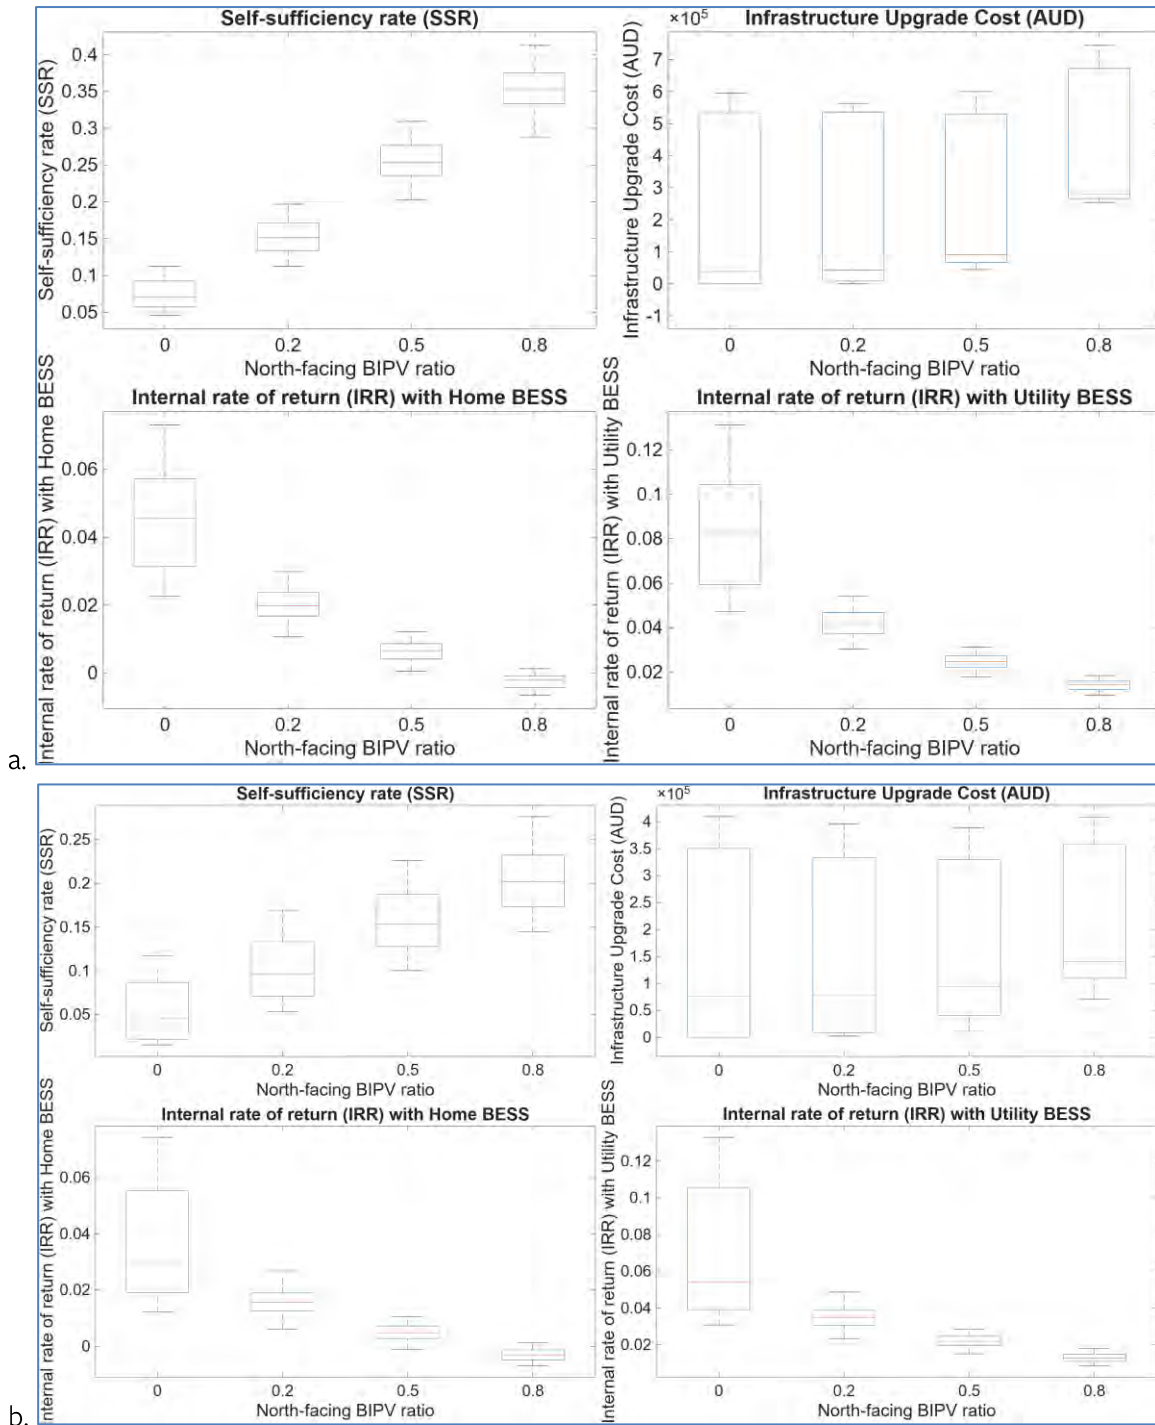 Self-sufficiency rate (SSR)
Self-sufficiency rate (SSR)
0.4
0.35
0.3
0.25
0.2
0.15
0.1
0.05
0 0.2 0.5 0.8
North-facing BIPV ratio
Infrastructure Upgrade Cost (AUD)
×10⁵
Infrastructure Upgrade Cost (AUD)
7
6
5
4
3
2
1
0
-1
0 0.2 0.5 0.8
North-facing BIPV ratio
Internal rate of return (IRR) with Home BESS
Internal rate of return (IRR) with Home BESS
0.06
0.04
0.02
0
0 0.2 0.5 0.8
North-facing BIPV ratio
Internal rate of return (IRR) with Utility BESS
Internal rate of return (IRR) with Utility BESS
0.12
0.1
0.08
0.06
0.04
0.02
0 0.2 0.5 0.8
North-facing BIPV ratio
a.
Self-sufficiency rate (SSR)
Self-sufficiency rate (SSR)
0.25
0.2
0.15
0.1
0.05
0 0.2 0.5 0.8
North-facing BIPV ratio
Infrastructure Upgrade Cost (AUD)
×10⁵
Infrastructure Upgrade Cost (AUD)
4
3.5
3
2.5
2
1.5
1
0.5
0
0 0.2 0.5 0.8
North-facing BIPV ratio
Internal rate of return (IRR) with Home BESS
Internal rate of return (IRR) with Home BESS
0.06
0.04
0.02
0
0 0.2 0.5 0.8
North-facing BIPV ratio
Internal rate of return (IRR) with Utility BESS
Internal rate of return (IRR) with Utility BESS
0.12
0.1
0.08
0.06
0.04
0.02
0 0.2 0.5 0.8
North-facing BIPV ratio
b.